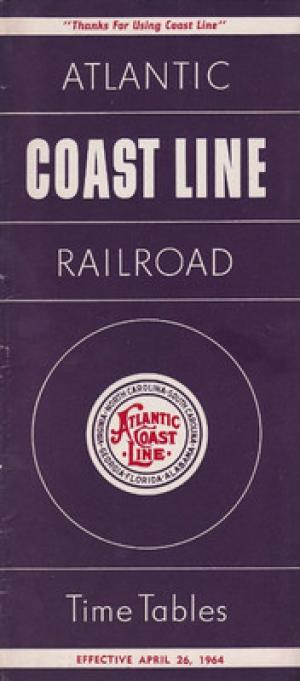 "Thanks For Using Coast Line"
ATLANTIC
COAST LINE
RAILROAD
VIRGINIA·NORTH CAROLINA·SOUTH CAROLINA·
GEORGIA·FLORIDA·ALABAMA·
ATLANTIC
COAST
·LINE·
Time Tables
EFFECTIVE APRIL 26, 1964